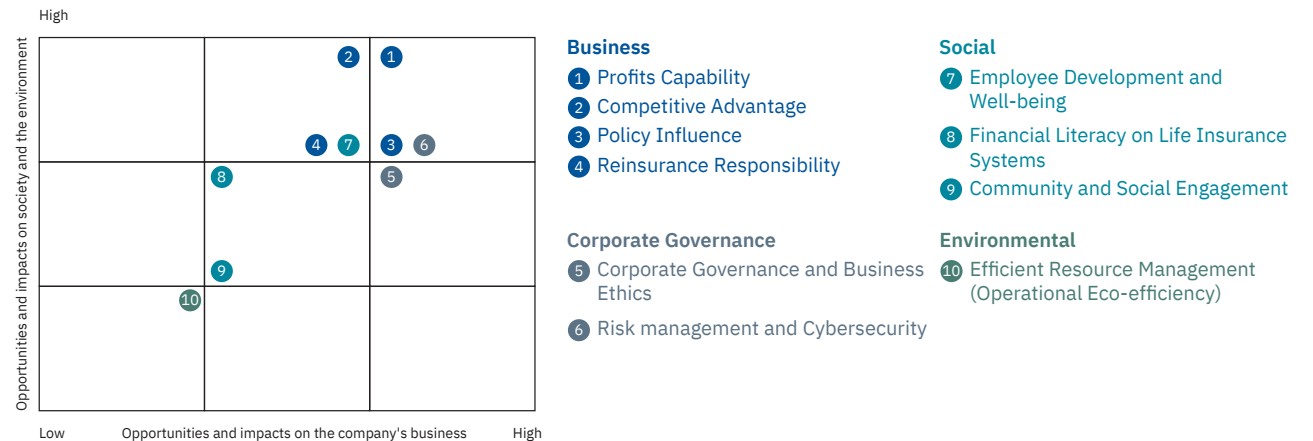 High
Opportunities and impacts on society and the environment
2
1
4
7
3
6
8
5
9
10
Low
Opportunities and impacts on the company's business
High
Business
1 Profits Capability
2 Competitive Advantage
3 Policy Influence
4 Reinsurance Responsibility
Social
7 Employee Development and
Well-being
8 Financial Literacy on Life Insurance
Systems
9 Community and Social Engagement
Corporate Governance
5 Corporate Governance and Business
Ethics
6 Risk management and Cybersecurity
Environmental
10 Efficient Resource Management
(Operational Eco-efficiency)